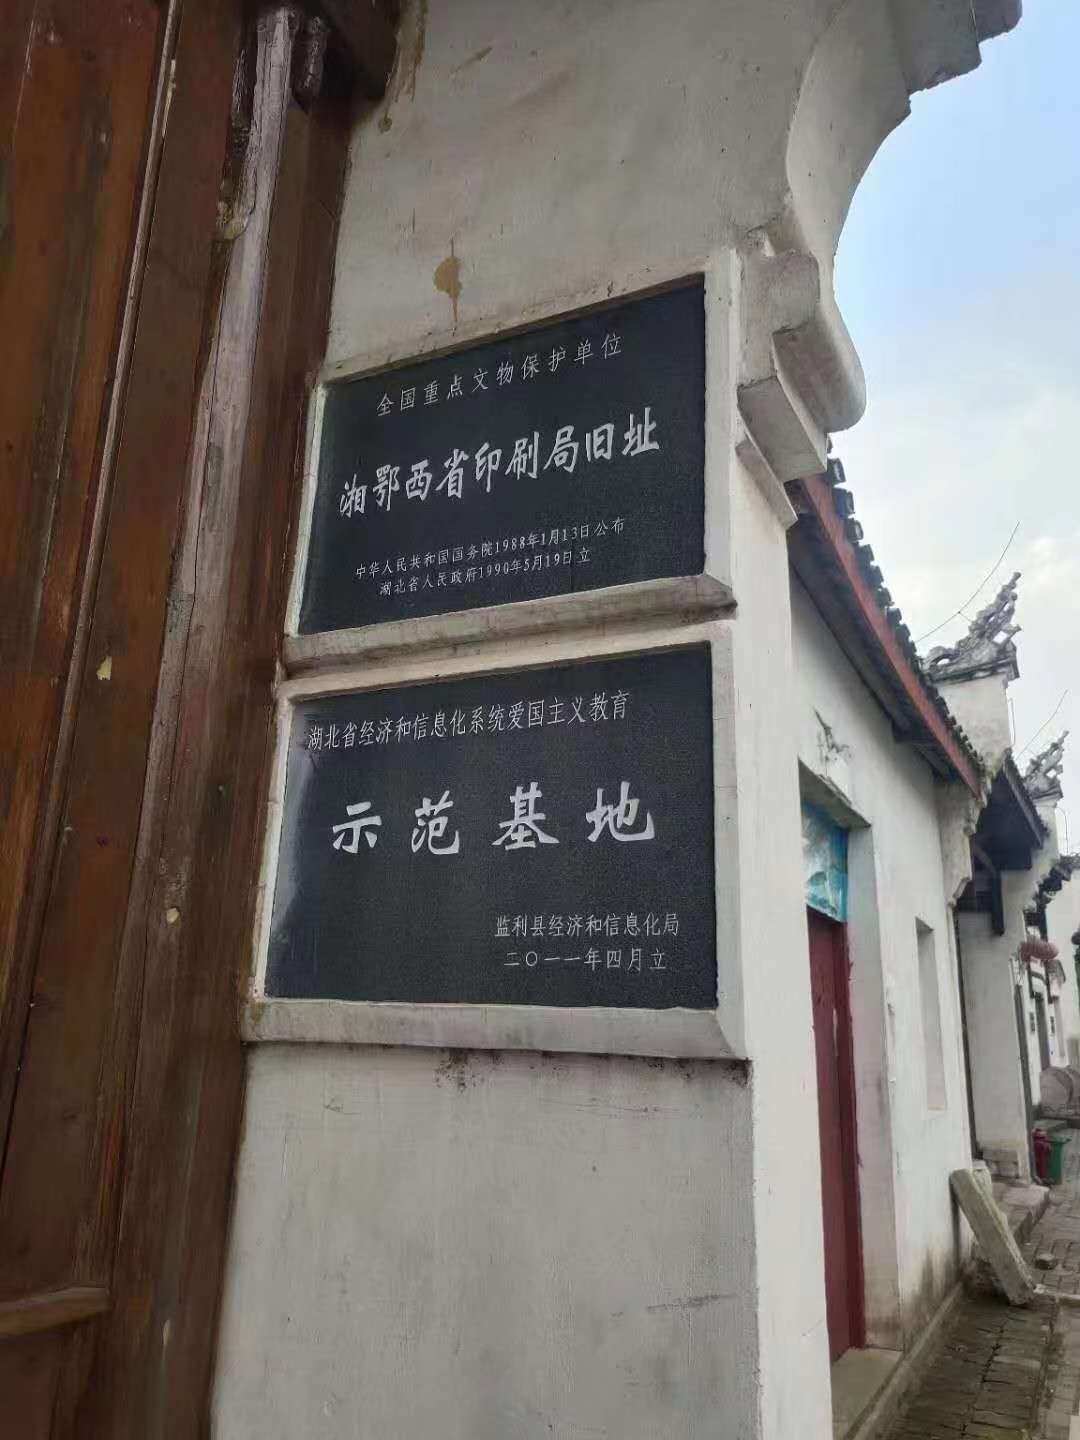 全国重点文物保护单位
湘鄂西省印刷局旧址
中华人民共和国国务院1988年1月13日公布
湖北省人民政府1990年5月19日立
湖北省经济和信息化系统爱国主义教育
示范基地
监利县经济和信息化局
二〇一一年四月立